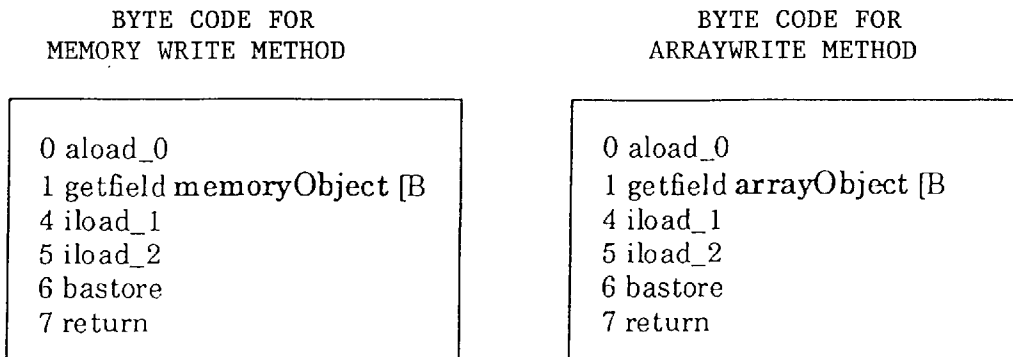 BYTE CODE FOR
MEMORY WRITE METHOD
0 aload_0
1 getfield memoryObject [B
4 iload_1
5 iload_2
6 bastore
7 return
BYTE CODE FOR
ARRAYWRITE METHOD
0 aload_0
1 getfield arrayObject [B
4 iload_1
5 iload_2
6 bastore
7 return